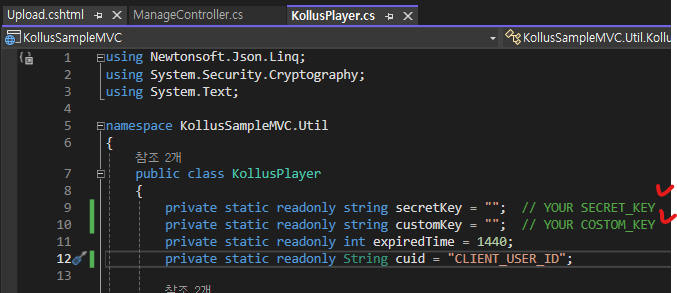 Upload.cshtml ManageController.cs KollusPlayer.cs
KollusSampleMVC KollusSampleMVC.Util.Kollu
1 using Newtonsoft.Json.Linq;
2 using System.Security.Cryptography;
3 using System.Text;
4
5 namespace KollusSampleMVC.Util
6 {
참조 2개
7 public class KollusPlayer
8 {
9 private static readonly string secretKey = ""; // YOUR SECRET_KEY
10 private static readonly string customKey = ""; // YOUR COSTOM_KEY
11 private static readonly int expiredTime = 1440;
12 private static readonly String cuid = "CLIENT_USER_ID";
13
참조 2개